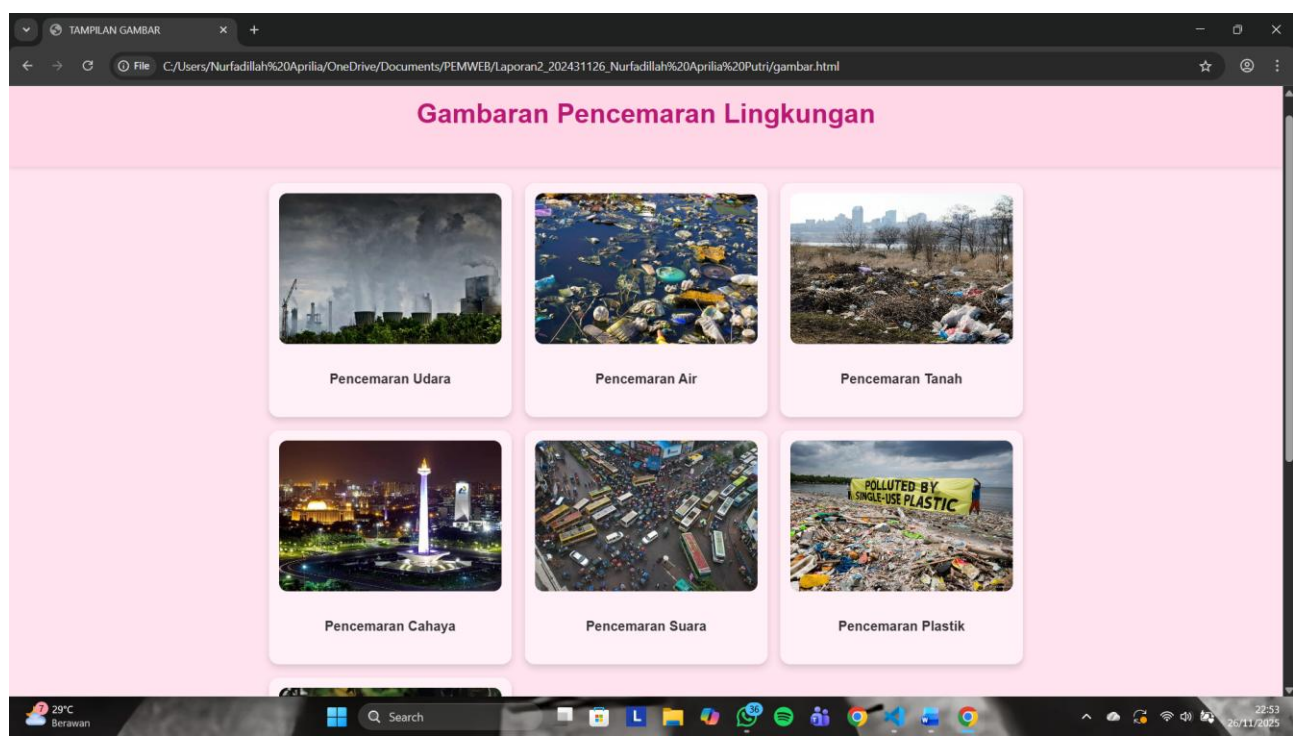 TAMPILAN GAMBAR
File C:/Users/Nurfadillah%20Aprilia/OneDrive/Documents/PEMWEB/Laporan2_202431126_Nurfadillah%20Aprilia%20Putri/gambar.html
Gambaran Pencemaran Lingkungan
Pencemaran Udara
Pencemaran Air
Pencemaran Tanah
POLLUTED BY
SINGLE-USE PLASTIC
Pencemaran Cahaya
Pencemaran Suara
Pencemaran Plastik
7
29°C
Berawan
Search
L
36
22:53
26/11/2025